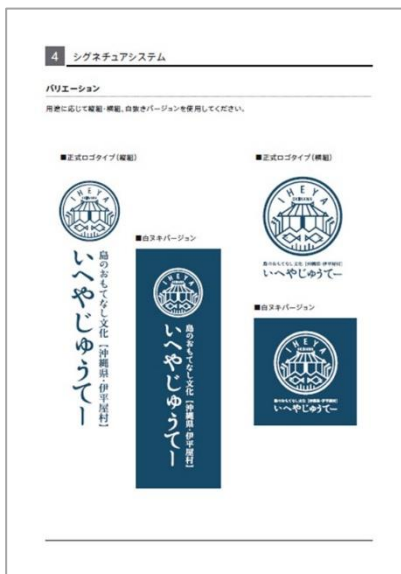 4 シグネチュアシステム
バリエーション
用途に応じて縦組・横組、白抜きバージョンを使用してください。
■正式ロゴタイプ（縦組）
IHEYA
島のおもてなし文化【沖縄県・伊平屋村】
いへやじゅうてー
■白ヌキバージョン
IHEYA
島のおもてなし文化【沖縄県・伊平屋村】
いへやじゅうてー
■正式ロゴタイプ（横組）
IHEYA
OKINAWA
島のおもてなし文化【沖縄県・伊平屋村】
いへやじゅうてー
■白ヌキバージョン
IHEYA
OKINAWA
島のおもてなし文化【沖縄県・伊平屋村】
いへやじゅうてー